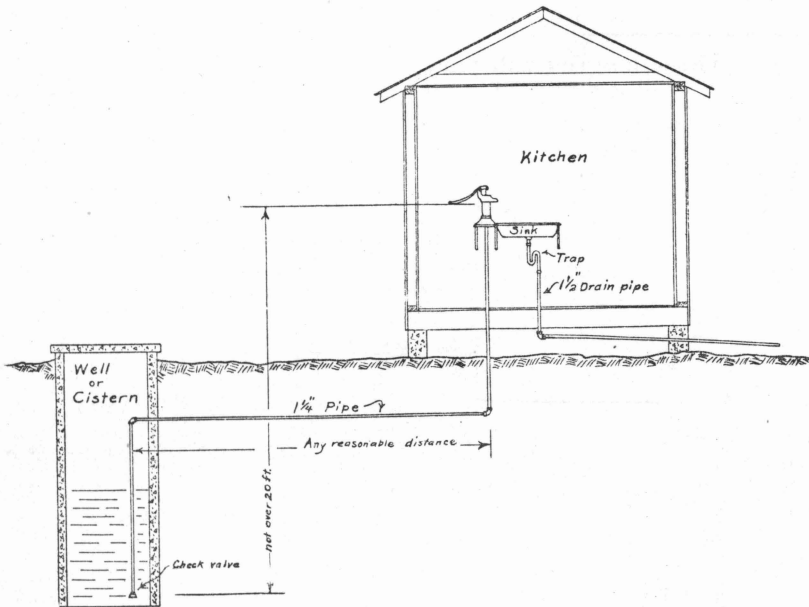 Kitchen
Sink
Trap
1½" Drain pipe
Well
or
Cistern
1¼" Pipe
Any reasonable distance
not over 20 ft.
Check valve